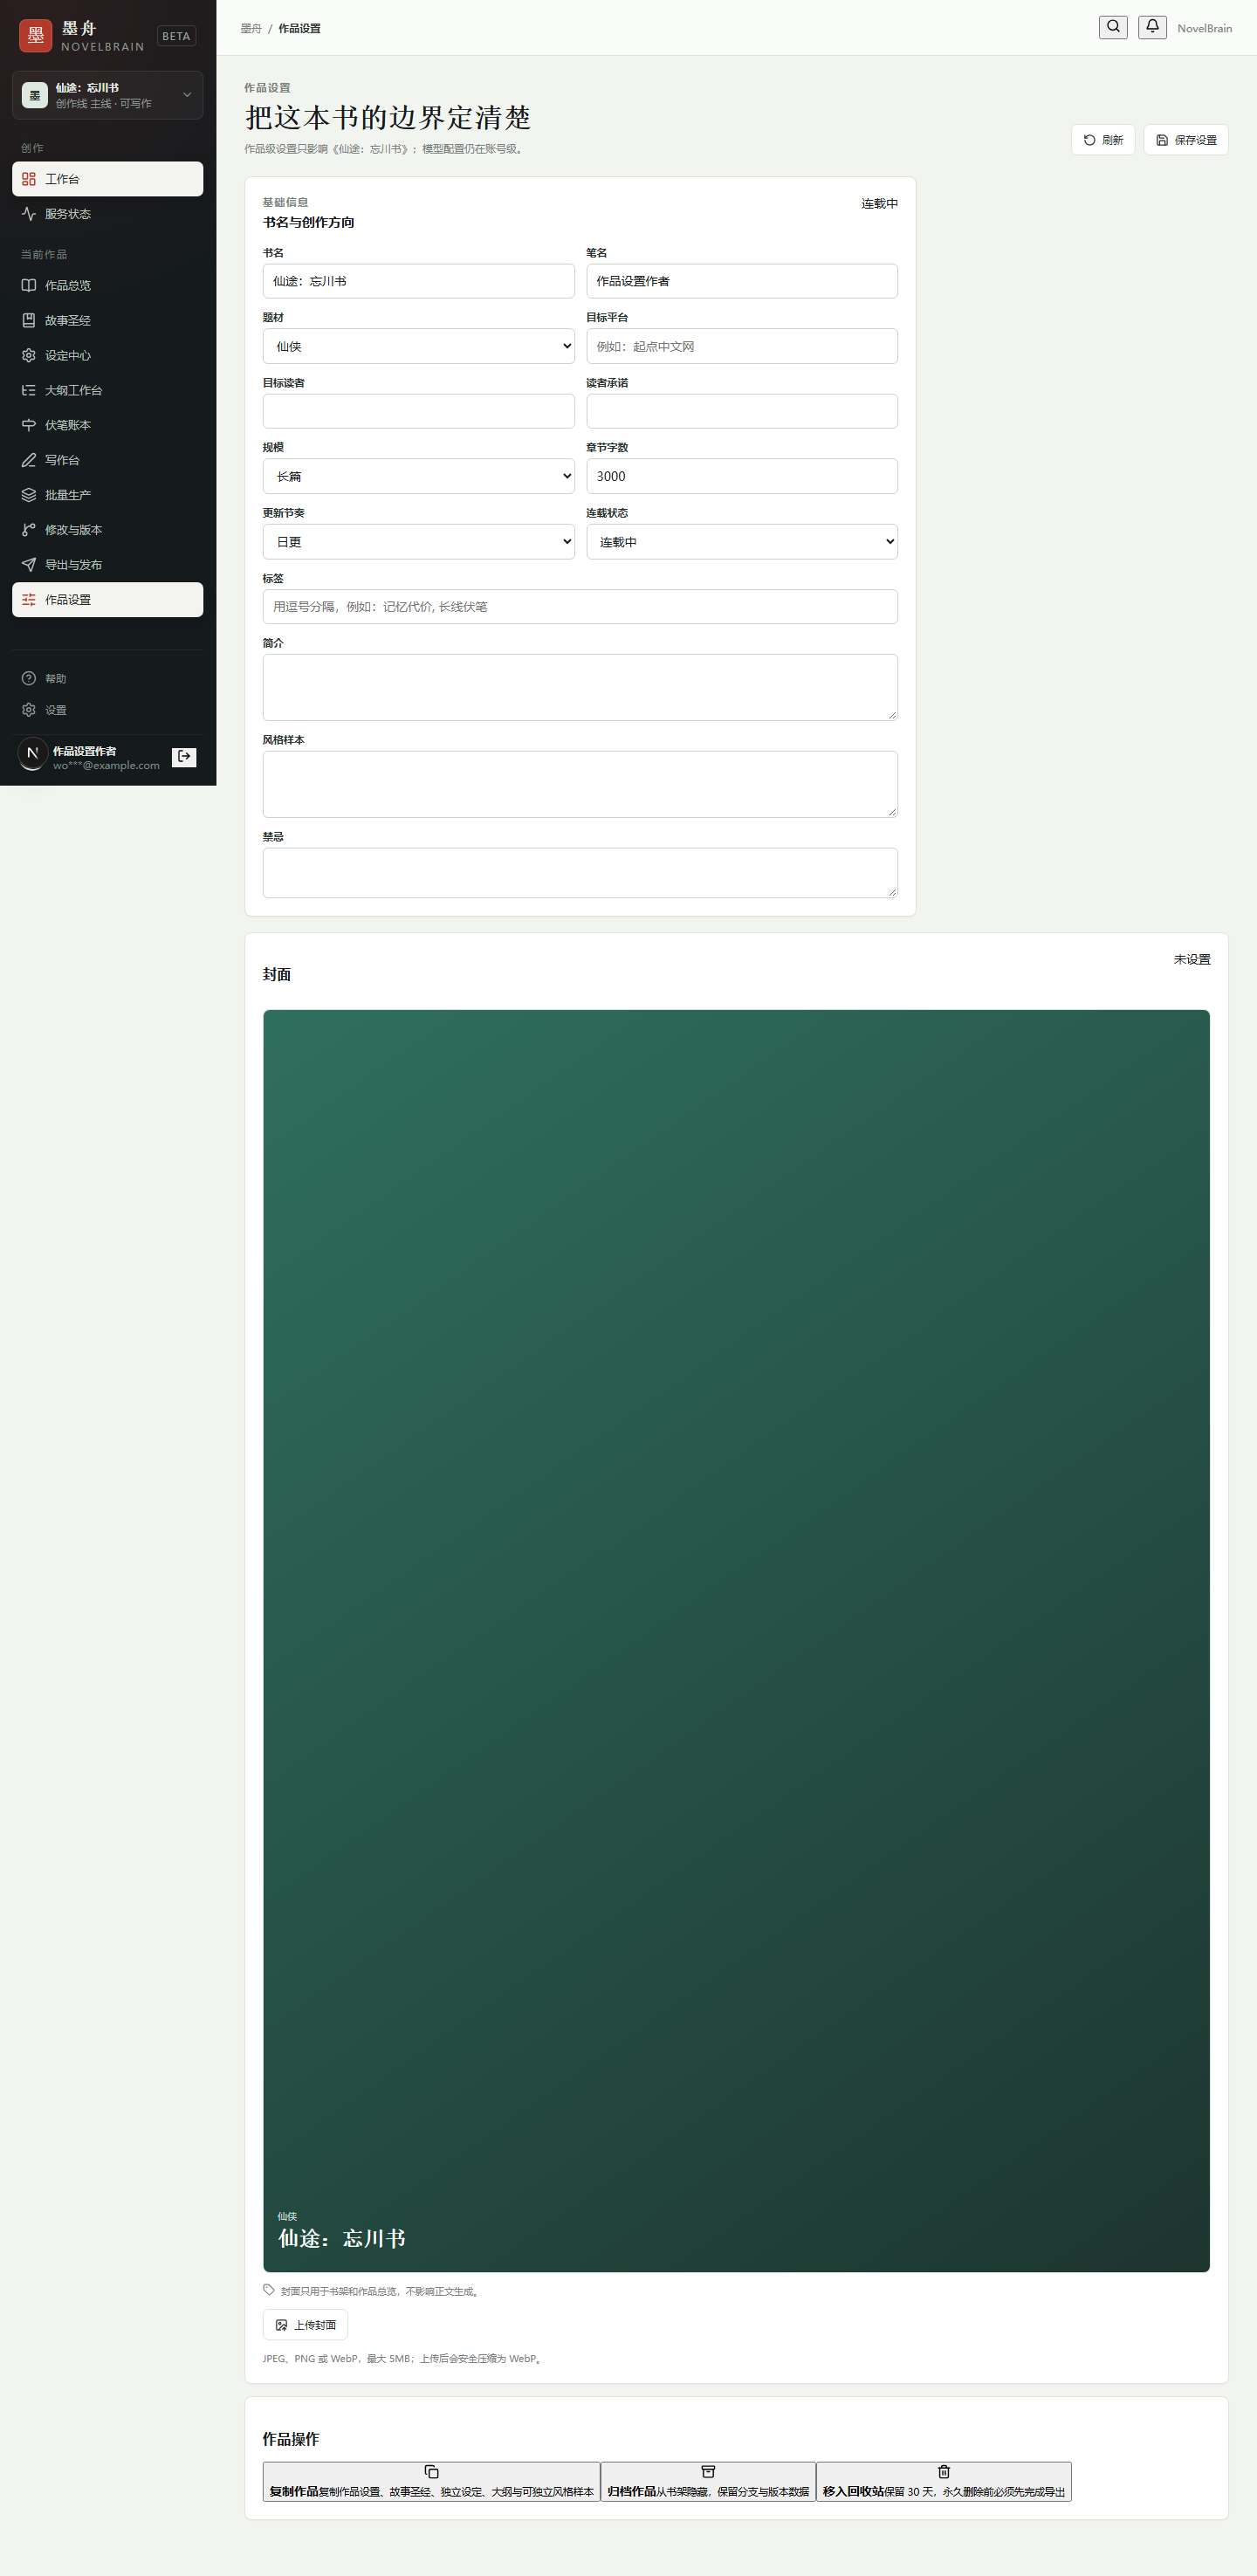 墨
墨舟
NOVELBRAIN
BETA
墨
仙途：忘川书
创作线 主线 · 可写作
创作
工作台
服务状态
当前作品
作品总览
故事圣经
设定中心
大纲工作台
伏笔账本
写作台
批量生产
修改与版本
导出与发布
作品设置
帮助
设置
N
作品设置作者
wo***@example.com
墨舟 / 作品设置
NovelBrain
作品设置
把这本书的边界定清楚
作品级设置只影响《仙途：忘川书》；模型配置仍在账号级。
刷新
保存设置
基础信息
连载中
书名与创作方向
书名
笔名
仙途：忘川书
作品设置作者
题材
目标平台
仙侠
例如：起点中文网
目标读者
读者承诺
规模
章节字数
长篇
3000
更新节奏
连载状态
日更
连载中
标签
用逗号分隔，例如：记忆代价, 长线伏笔
简介
风格样本
禁忌
未设置
封面
仙侠
仙途：忘川书
封面只用于书架和作品总览，不影响正文生成。
上传封面
JPEG、PNG 或 WebP，最大 5MB；上传后会安全压缩为 WebP。
作品操作
复制作品复制作品设置、故事圣经、独立设定、大纲与可独立风格样本
归档作品从书架隐藏，保留分支与版本数据
移入回收站保留 30 天，永久删除前必须先完成导出